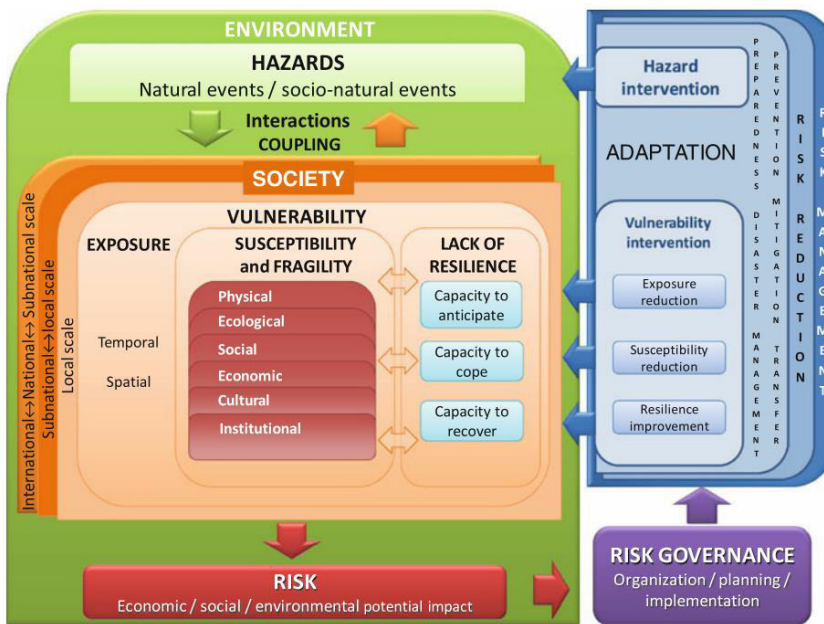 ENVIRONMENT
HAZARDS
Natural events / socio-natural events
Interactions
COUPLING
SOCIETY
International↔National↔Subnational scale
Subnational↔local scale
Local scale
VULNERABILITY
EXPOSURE
Temporal
Spatial
SUSCEPTIBILITY
and FRAGILITY
Physical
Ecological
Social
Economic
Cultural
Institutional
LACK OF
RESILIENCE
Capacity to
anticipate
Capacity to
cope
Capacity to
recover
RISK
Economic / social / environmental potential impact
Hazard
intervention
ADAPTATION
Vulnerability
intervention
Exposure
reduction
Susceptibility
reduction
Resilience
improvement
PREPAREDNESS DISASTER MANAGEMENT
PREVENTION MITIGATION TRANSFER
RISK REDUCTION
RISK MANAGEMENT
RISK GOVERNANCE
Organization / planning /
implementation